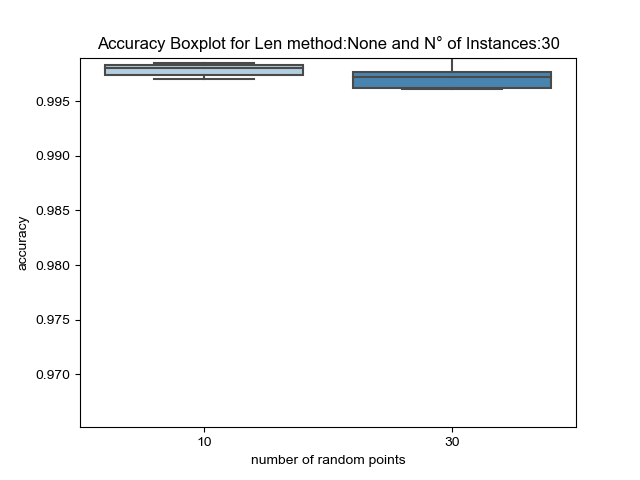 Accuracy Boxplot for Len method:None and N° of Instances:30
0.995
0.990
0.985
0.980
0.975
0.970
accuracy
10 30
number of random points